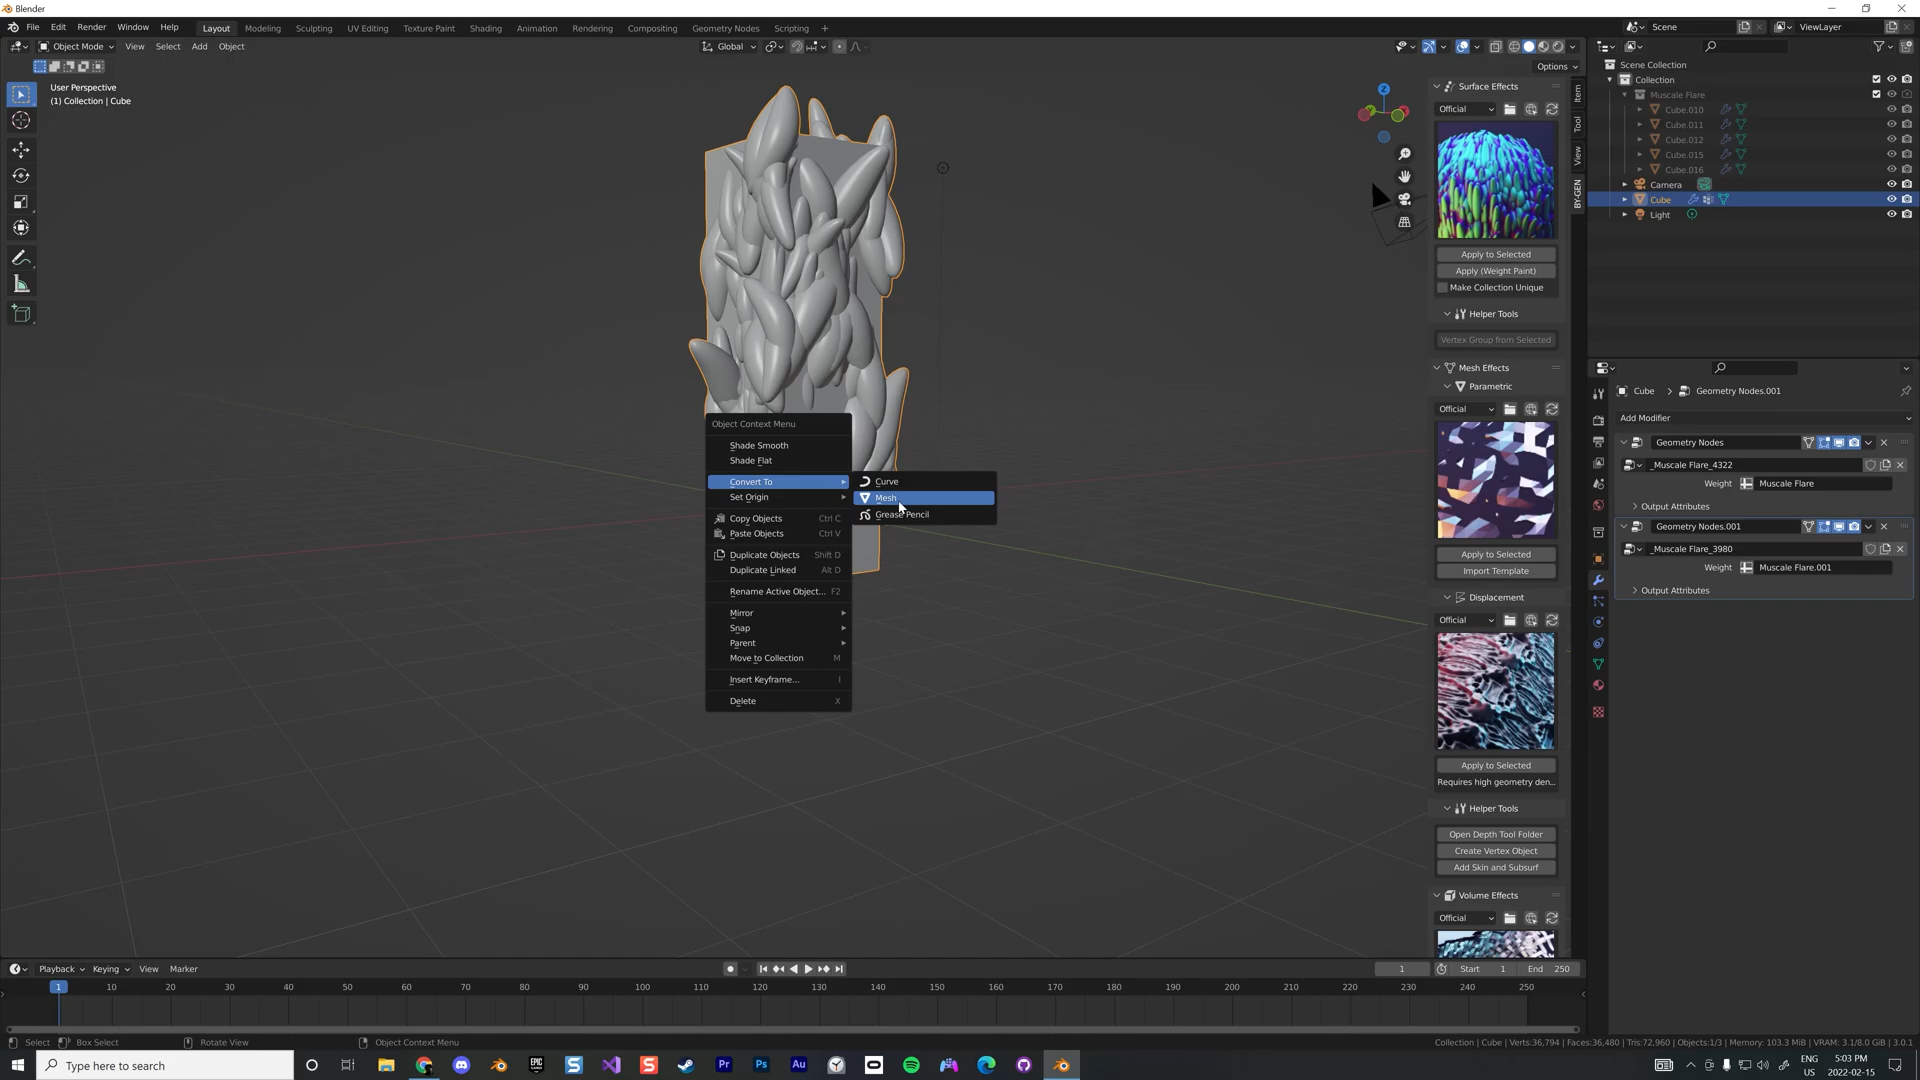 Blender
File Edit Render Window Help Layout Modeling Sculpting UV Editing Texture Paint Shading Animation Rendering Compositing Geometry Nodes Scripting + Scene ViewLayer
Object Mode View Select Add Object Global
Options
User Perspective
(1) Collection | Cube
Surface Effects
Official
Apply to Selected
Apply (Weight Paint)
Make Collection Unique
Helper Tools
Vertex Group from Selected
Mesh Effects
Parametric
Official
Apply to Selected
Import Template
Displacement
Official
Apply to Selected
Requires high geometry den...
Helper Tools
Open Depth Tool Folder
Create Vertex Object
Add Skin and Subsurf
Volume Effects
Official
Item
Tool
View
BY-GEN
Object Context Menu
Shade Smooth
Shade Flat
Convert To
Set Origin
Copy Objects Ctrl C
Paste Objects Ctrl V
Duplicate Objects Shift D
Duplicate Linked Alt D
Rename Active Object... F2
Mirror
Snap
Parent
Move to Collection M
Insert Keyframe... I
Delete X
Curve
Mesh
Grease Pencil
Scene Collection
Collection
Muscale Flare
Cube.010
Cube.011
Cube.012
Cube.015
Cube.016
Camera
Cube
Light
Cube > Geometry Nodes.001
Add Modifier
Geometry Nodes
_Muscale Flare_4322
Weight Muscale Flare
Output Attributes
Geometry Nodes.001
_Muscale Flare_3980
Weight Muscale Flare.001
Output Attributes
Playback Keying View Marker 1 Start 1 End 250
1 10 20 30 40 50 60 70 80 90 100 110 120 130 140 150 160 170 180 190 200 210 220 230 240 250
Select Box Select Rotate View Object Context Menu Collection | Cube | Verts:36,794 | Faces:36,480 | Tris:72,960 | Objects:1/3 | Memory: 103.3 MiB | VRAM: 3.1/8.0 GiB | 3.0.1
Type here to search
EPIC GAMES
Pr
Ps
Au
ENG
US
5:03 PM
2022-02-15